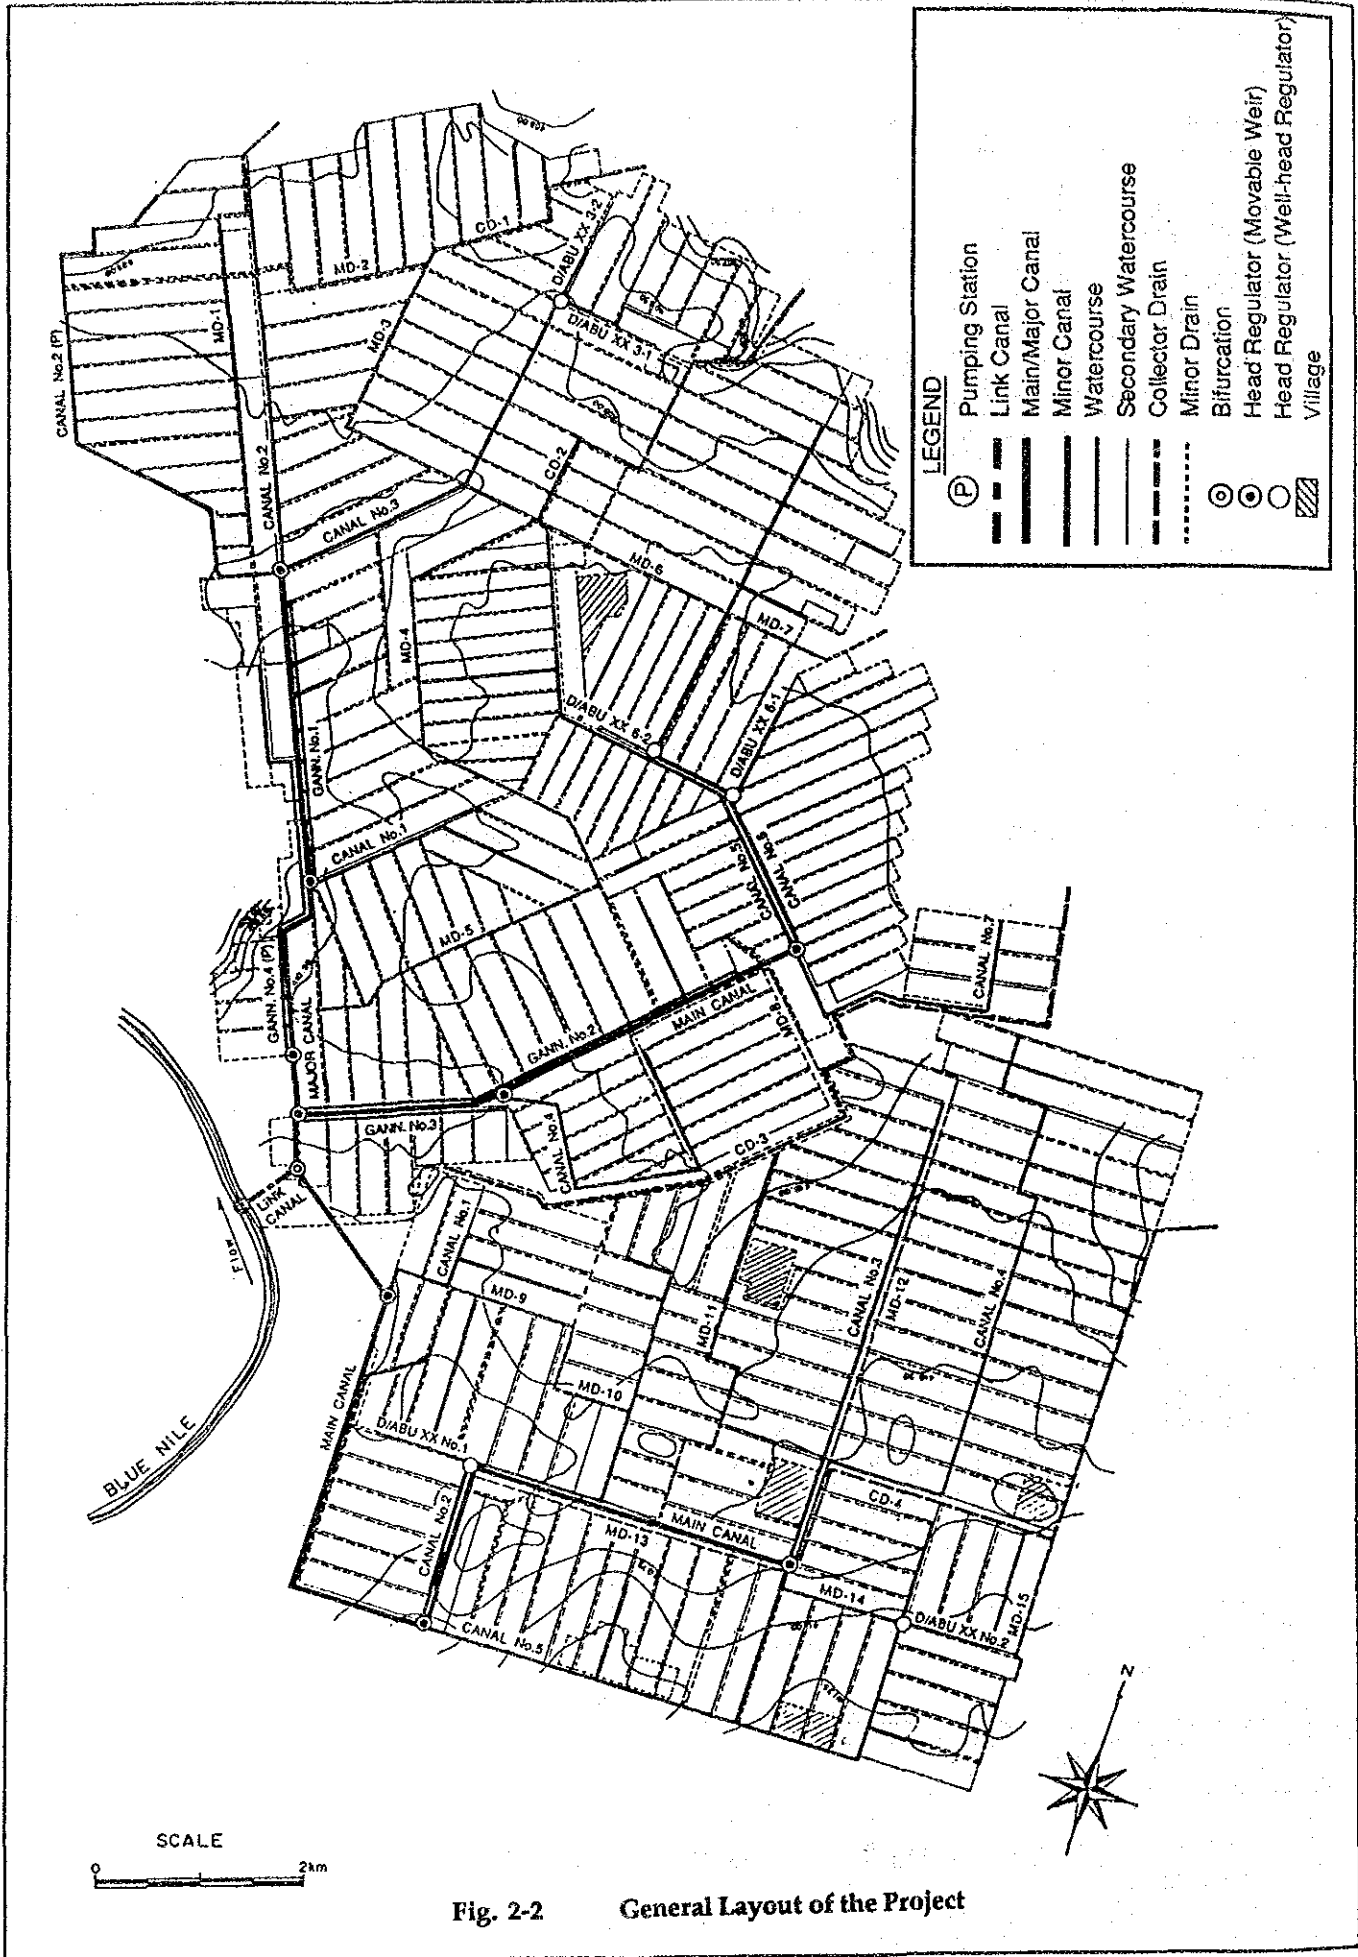 CANAL No.2 (P)
MD-1
MD-2
CD-1
CANAL No.2
MD-3
D/ABU XX 3-2
D/ABU XX 3-1
CANAL No.3
CD-2
MD-4
MD-6
MD-7
GANN. No.1
D/ABU XX 6-2
D/ABU XX 6-1
CANAL No.1
MD-5
CANAL No.5
CANAL No.6
GANN. No.4 (P)
MAJOR CANAL
GANN. No.2
MAIN CANAL
MD-8
CANAL No.7
GANN. No.3
CANAL No.4
CD-3
LINK
CANAL
Flow
BLUE NILE
CANAL No.1
MD-9
MD-10
MD-11
CANAL No.3
MD-12
CANAL No.4
MAIN CANAL
D/ABU XX No.1
CANAL No.2
MD-13
MAIN CANAL
CD-4
MD-14
D/ABU XX No.2
MD-15
CANAL No.5
LEGEND
P Pumping Station
Link Canal
Main/Major Canal
Minor Canal
Watercourse
Secondary Watercourse
Collector Drain
Minor Drain
Bifurcation
Head Regulator (Movable Weir)
Head Regulator (Well-head Regulator)
Village
N
SCALE
0 2km
Fig. 2-2 General Layout of the Project